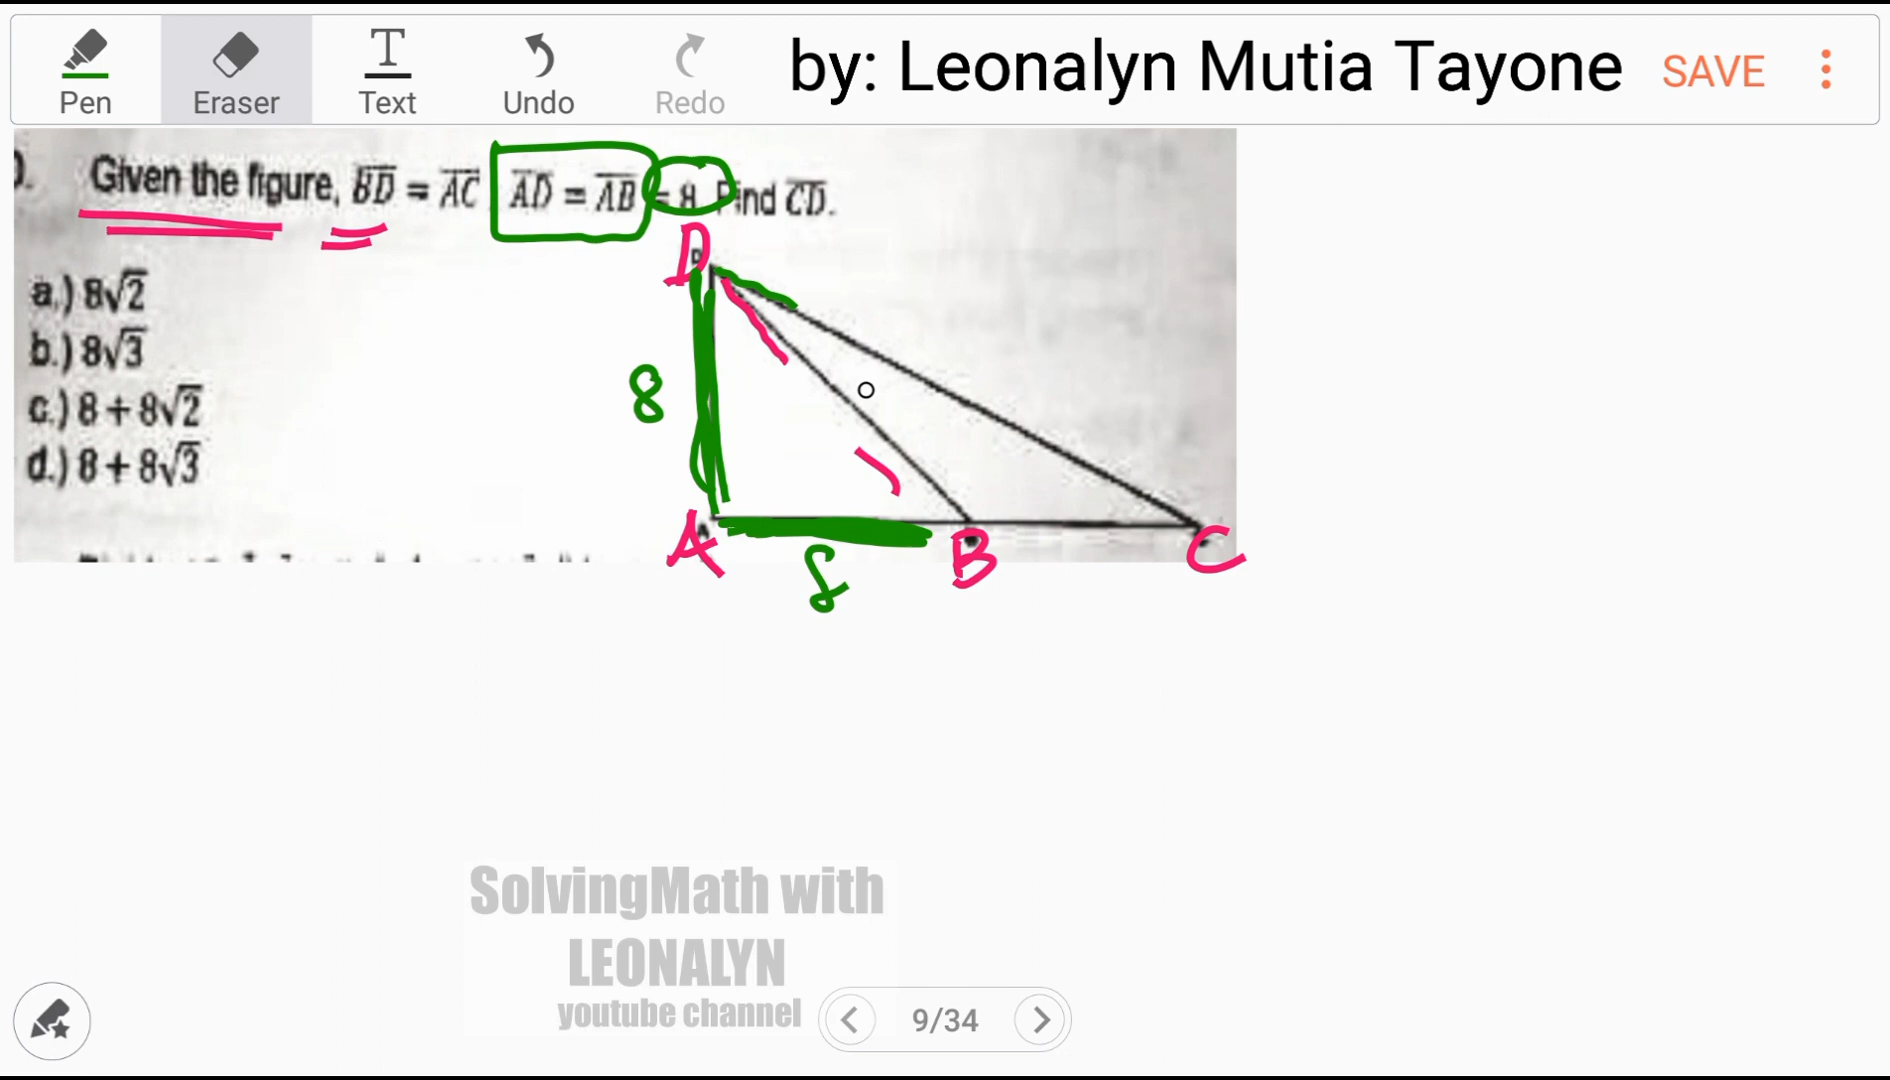 Pen
Eraser
Text
Undo
Redo
by: Leonalyn Mutia Tayone
SAVE
Given the figure, BD = AC AD = AB = 8. Find CD.
a.) 8√2
b.) 8√3
c.) 8 + 8√2
d.) 8 + 8√3
D
8
A
8
B
C
SolvingMath with
LEONALYN
youtube channel
9/34